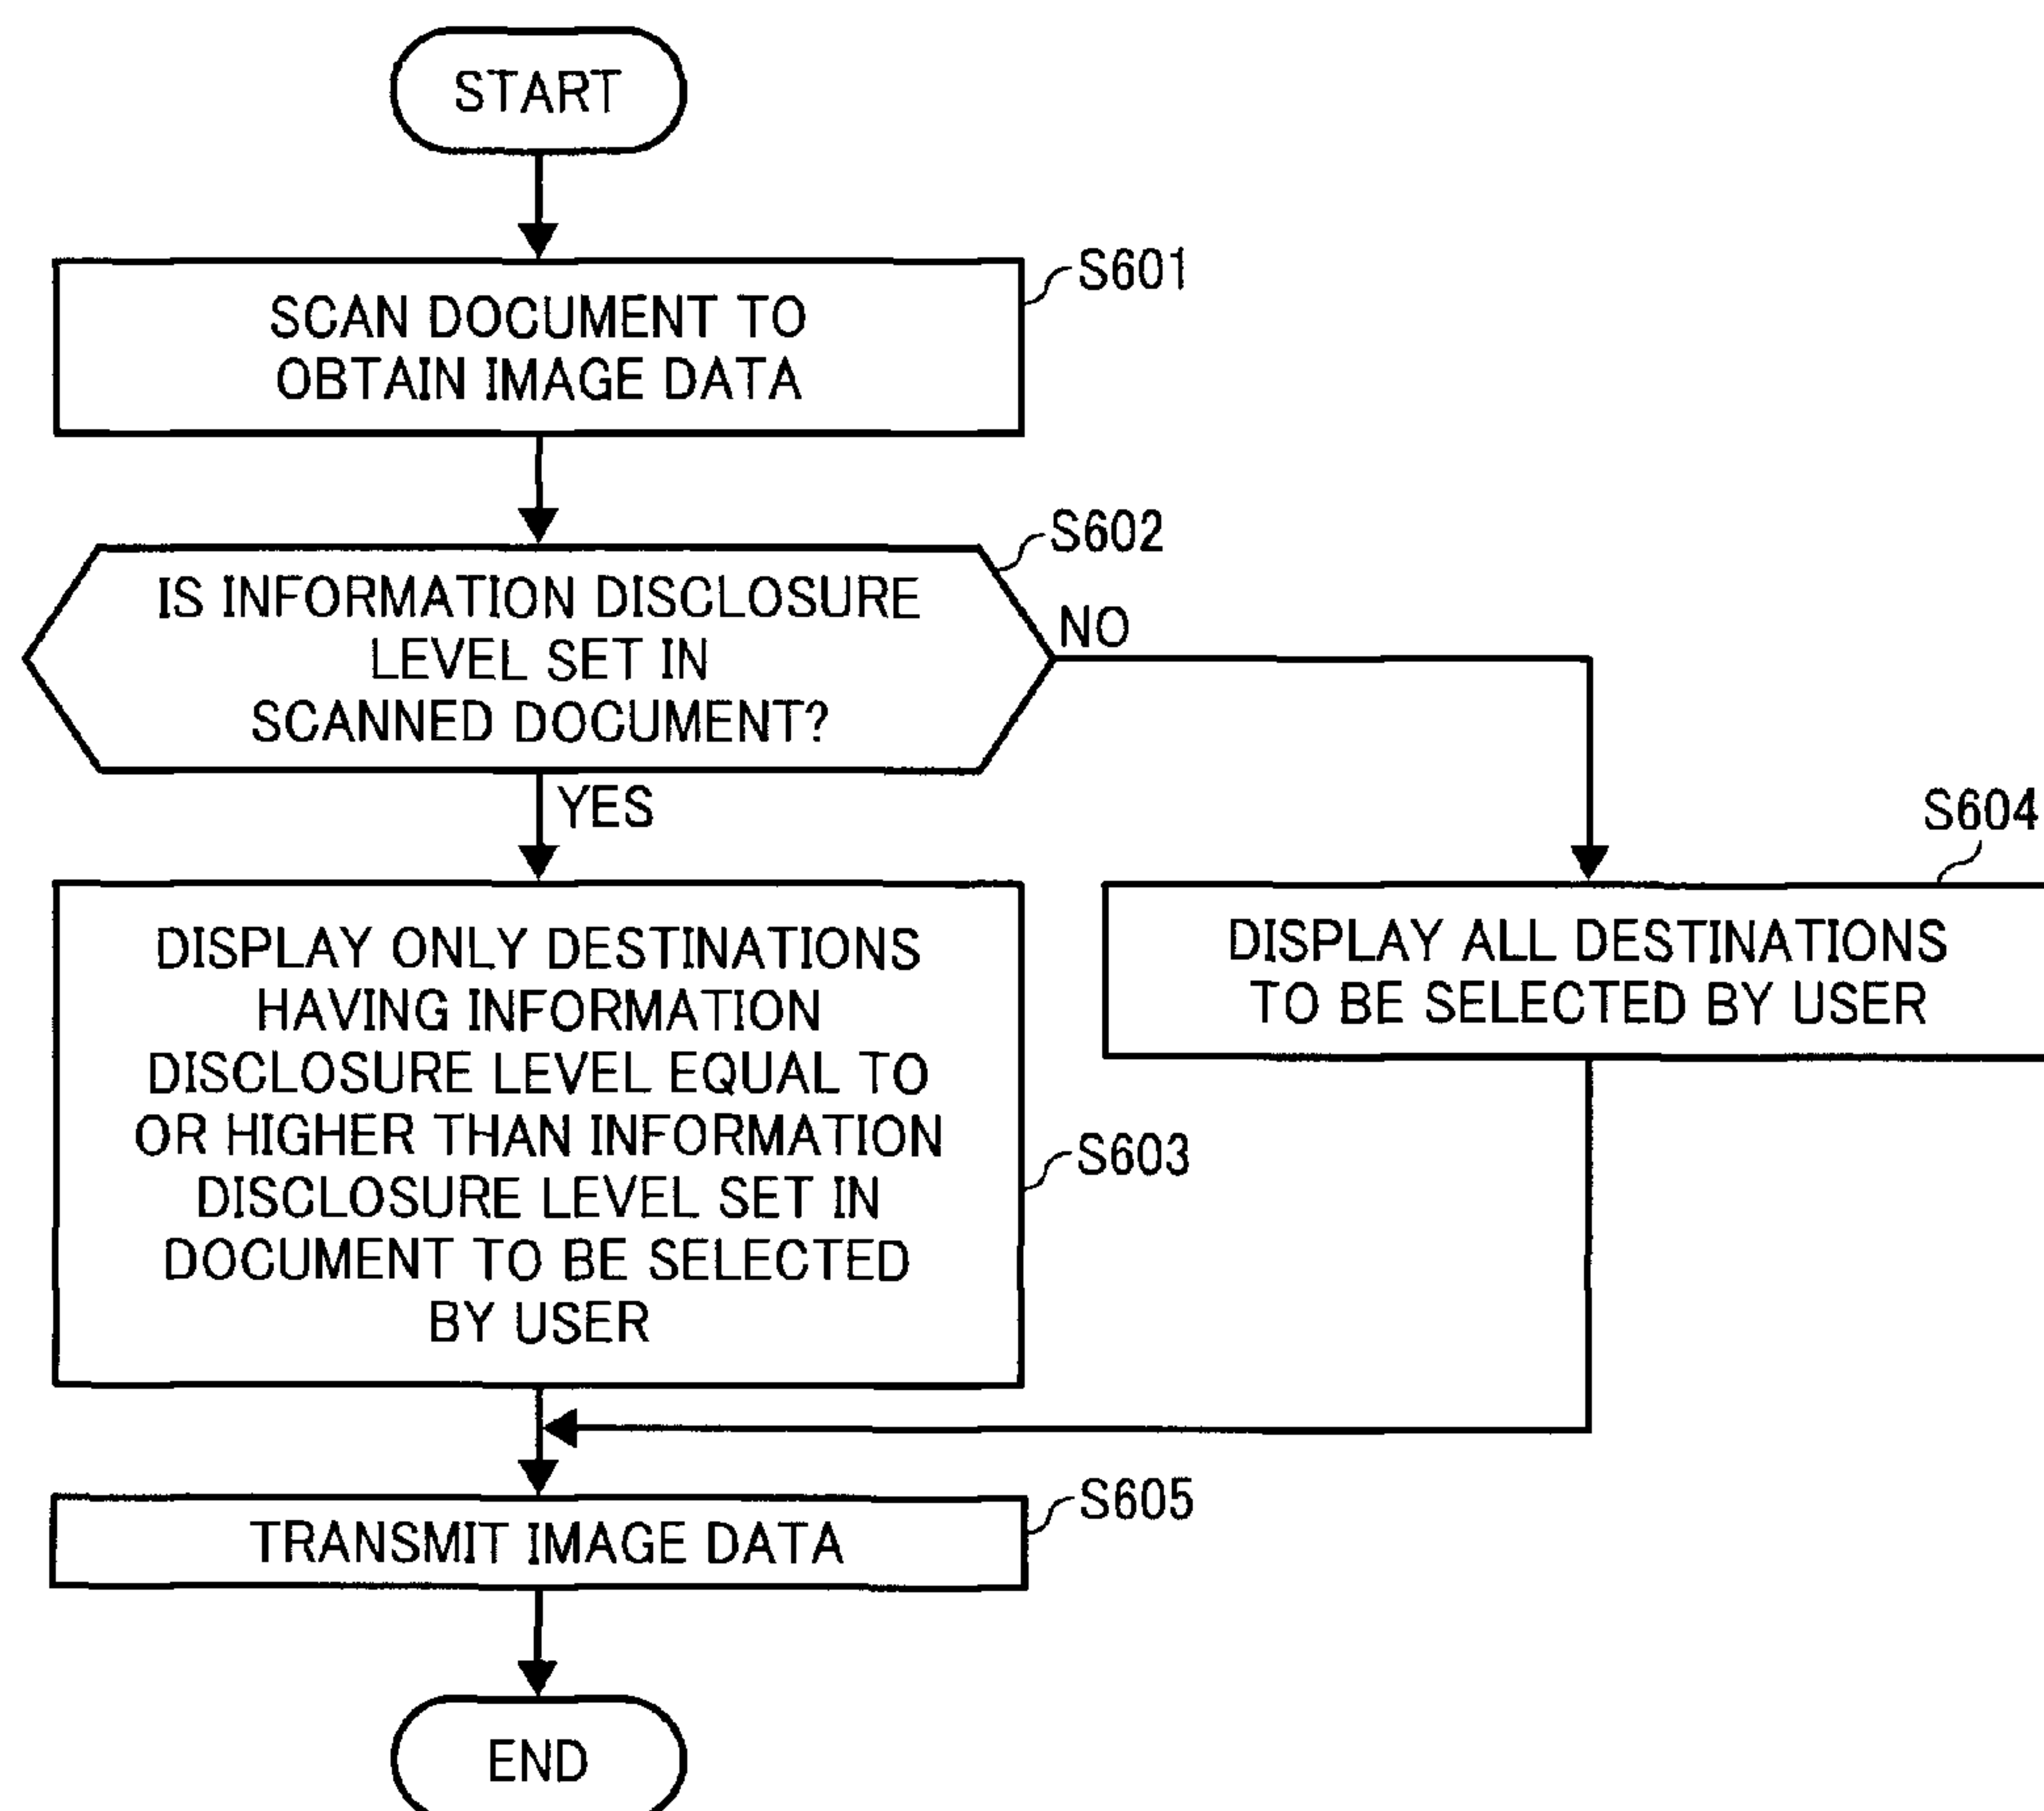 START
S601
SCAN DOCUMENT TO
OBTAIN IMAGE DATA
S602
IS INFORMATION DISCLOSURE
LEVEL SET IN
SCANNED DOCUMENT?
NO
YES
S604
DISPLAY ALL DESTINATIONS
TO BE SELECTED BY USER
DISPLAY ONLY DESTINATIONS
HAVING INFORMATION
DISCLOSURE LEVEL EQUAL TO
OR HIGHER THAN INFORMATION
DISCLOSURE LEVEL SET IN
DOCUMENT TO BE SELECTED
BY USER
S603
S605
TRANSMIT IMAGE DATA
END